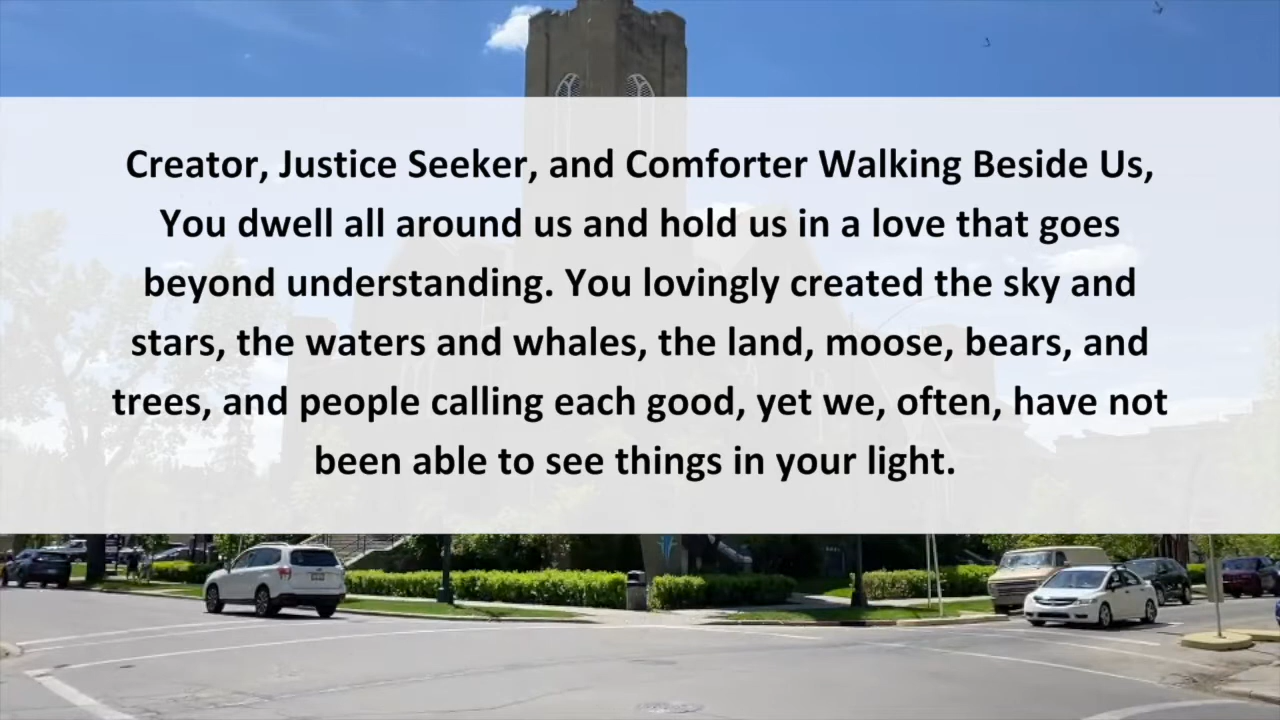 Creator, Justice Seeker, and Comforter Walking Beside Us,
You dwell all around us and hold us in a love that goes
beyond understanding. You lovingly created the sky and
stars, the waters and whales, the land, moose, bears, and
trees, and people calling each good, yet we, often, have not
been able to see things in your light.